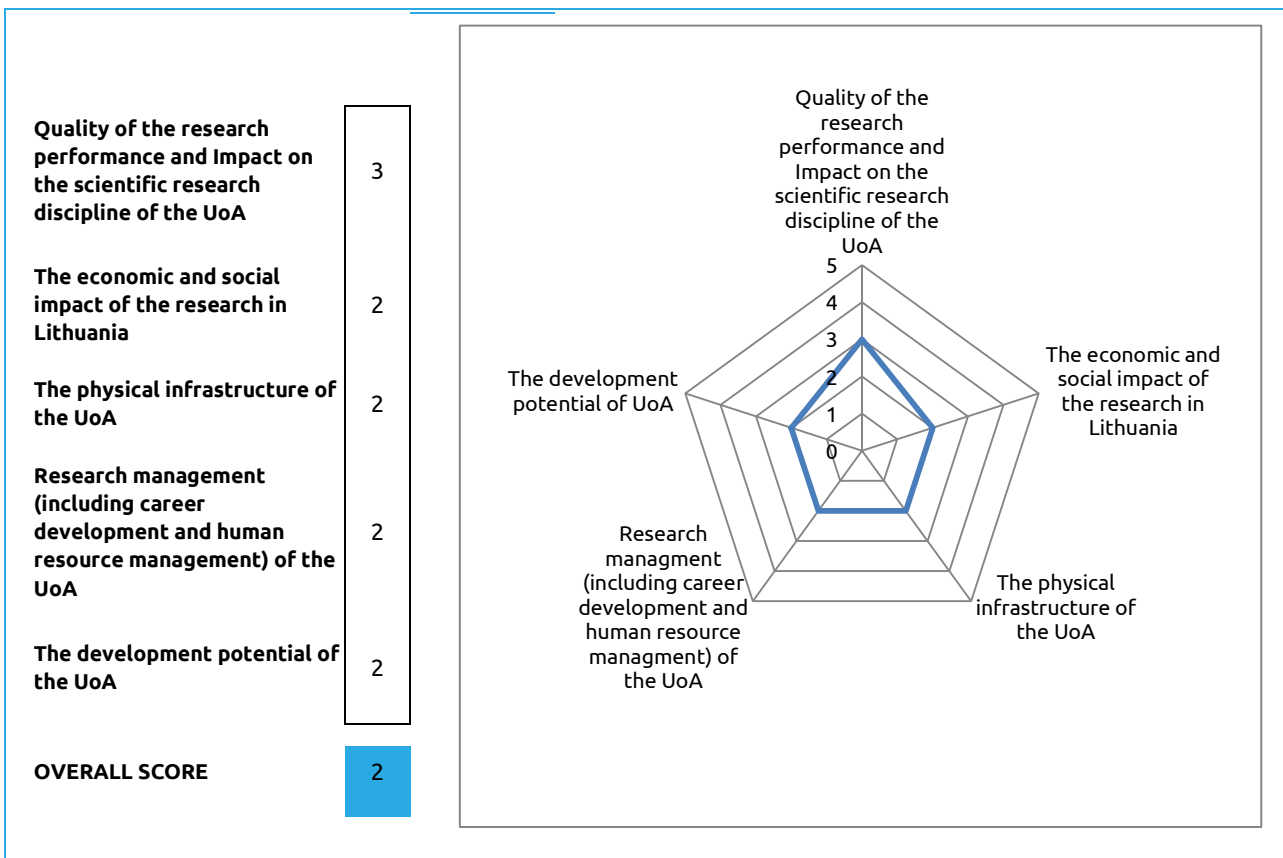 Quality of the research
performance and Impact on
the scientific research
discipline of the UoA
3
The economic and social
impact of the research in
Lithuania
2
The physical infrastructure of
the UoA
2
Research management
(including career
development and human
resource management) of the
UoA
2
The development potential of
the UoA
2
OVERALL SCORE
2
Quality of the
research
performance and
Impact on the
scientific research
discipline of the
UoA
5
4
3
2
1
0
The economic and
social impact of
the research in
Lithuania
The physical
infrastructure of
the UoA
Research
managment
(including career
development and
human resource
managment) of
the UoA
The development
potential of UoA